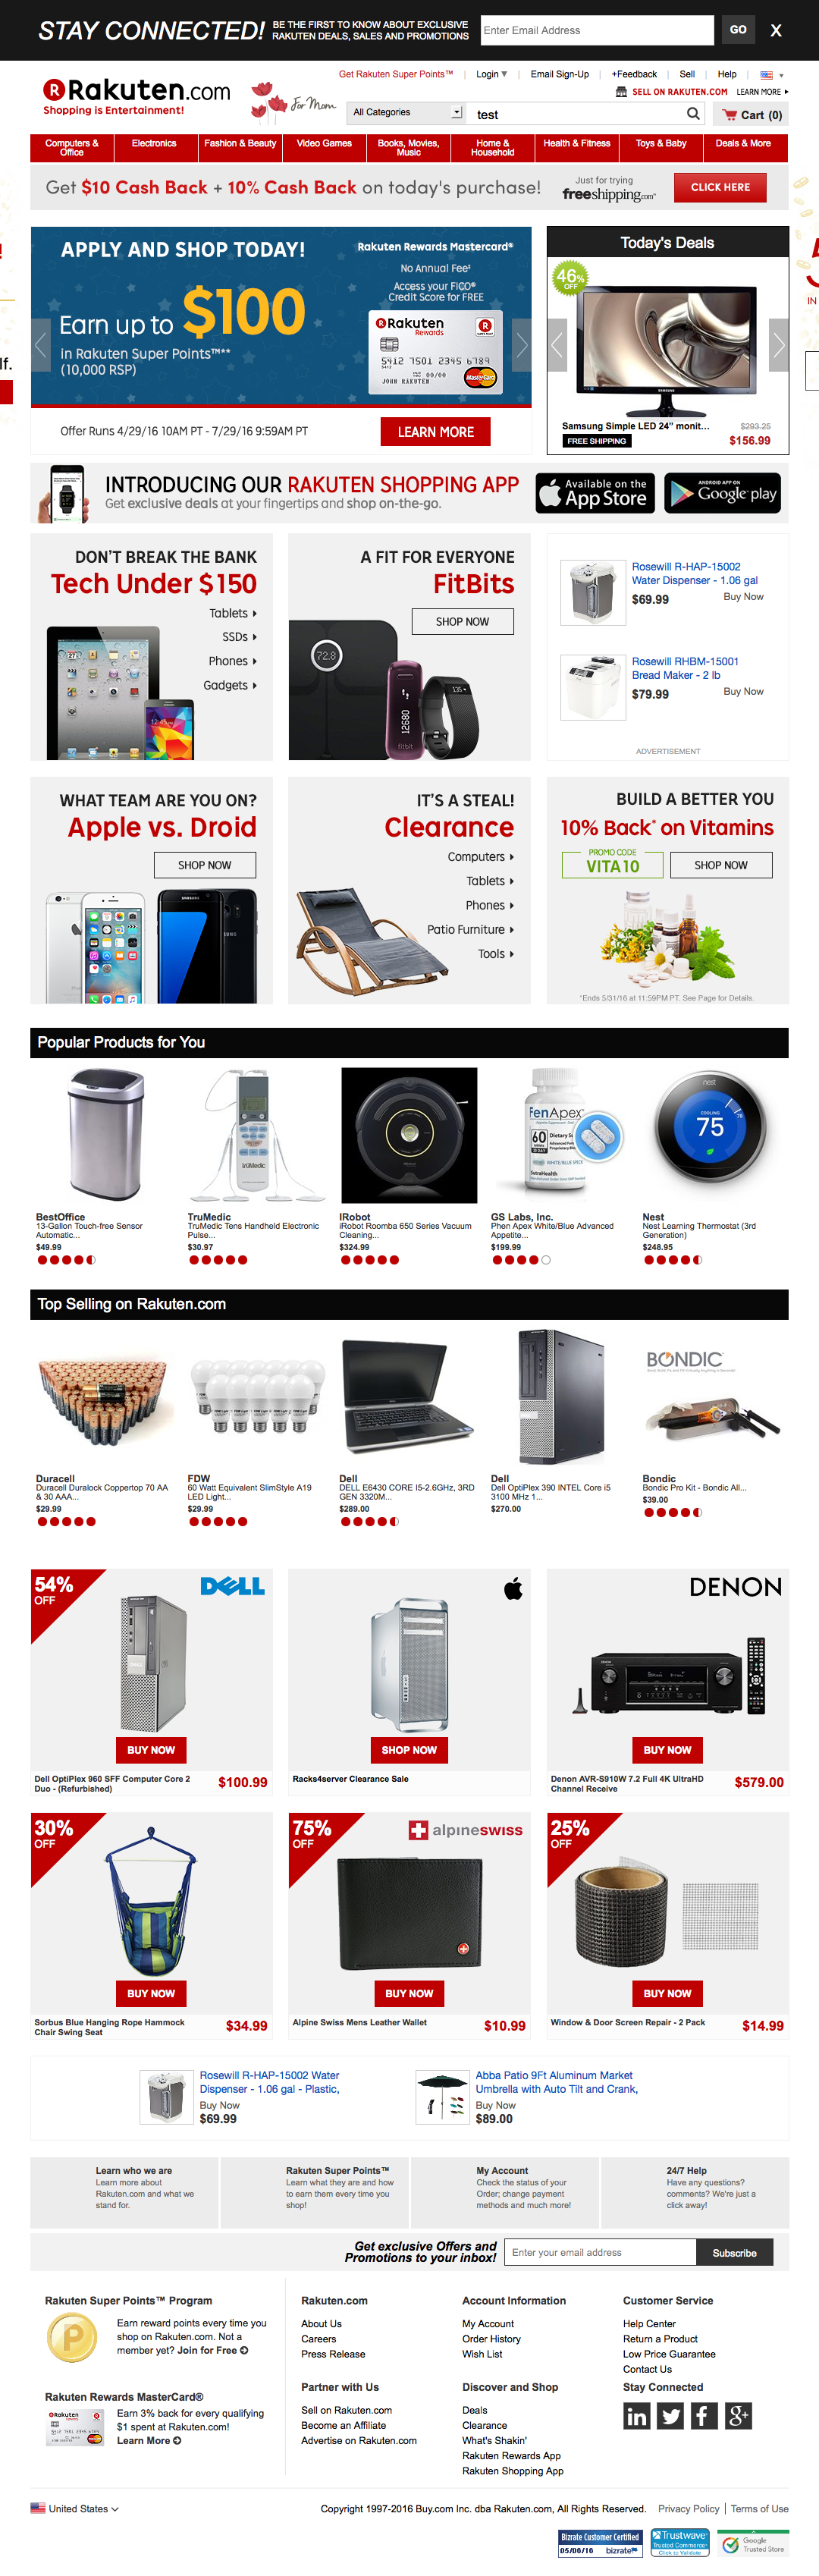 STAY CONNECTED!
BE THE FIRST TO KNOW ABOUT EXCLUSIVE
RAKUTEN DEALS, SALES AND PROMOTIONS
Enter Email Address
GO
X
Get Rakuten Super Points™
Login
Email Sign-Up
+Feedback
Sell
Help
Rakuten.com
Shopping is Entertainment!
For Mom
SELL ON RAKUTEN.COM LEARN MORE
All Categories
test
Cart (0)
Computers &
Office
Electronics
Fashion & Beauty
Video Games
Books, Movies,
Music
Home &
Household
Health & Fitness
Toys & Baby
Deals & More
Get $10 Cash Back + 10% Cash Back on today's purchase!
Just for trying
freeshipping.com
CLICK HERE
APPLY AND SHOP TODAY!
Earn up to $100
in Rakuten Super Points™**
(10,000 RSP)
Rakuten Rewards Mastercard®
No Annual Fee‡
Access your FICO®
Credit Score for FREE
Rakuten
Rewards
5412 7501 2345 6789
5412
00/00
JOHN RAKUTEN
MasterCard
Offer Runs 4/29/16 10AM PT - 7/29/16 9:59AM PT
LEARN MORE
Today's Deals
46%
OFF
Samsung Simple LED 24" monit...
$293.25
FREE SHIPPING
$156.99
INTRODUCING OUR RAKUTEN SHOPPING APP
Get exclusive deals at your fingertips and shop on-the-go.
Available on the
App Store
ANDROID APP ON
Google play
DON'T BREAK THE BANK
Tech Under $150
Tablets
SSDs
Phones
Gadgets
A FIT FOR EVERYONE
FitBits
SHOP NOW
72.8
12680
fitbit
135
Rosewill R-HAP-15002
Water Dispenser - 1.06 gal
$69.99
Buy Now
Rosewill RHBM-15001
Bread Maker - 2 lb
$79.99
Buy Now
ADVERTISEMENT
WHAT TEAM ARE YOU ON?
Apple vs. Droid
SHOP NOW
IT'S A STEAL!
Clearance
Computers
Tablets
Phones
Patio Furniture
Tools
BUILD A BETTER YOU
10% Back* on Vitamins
PROMO CODE
VITA10
SHOP NOW
*Ends 5/31/16 at 11:59PM PT. See Page for Details.
Popular Products for You
truMedic
FenApex
60
nest
COOLING
75
BestOffice
13-Gallon Touch-free Sensor
Automatic...
$49.99
TruMedic
TruMedic Tens Handheld Electronic
Pulse...
$30.97
IRobot
iRobot Roomba 650 Series Vacuum
Cleaning...
$324.99
GS Labs, Inc.
Phen Apex White/Blue Advanced
Appetite...
$199.99
Nest
Nest Learning Thermostat (3rd
Generation)
$248.95
Top Selling on Rakuten.com
BONDIC
Duracell
Duracell Duralock Coppertop 70 AA
& 30 AAA...
$29.99
FDW
60 Watt Equivalent SlimStyle A19
LED Light...
$29.99
Dell
DELL E6430 CORE I5-2.6GHz, 3RD
GEN 3320M...
$289.00
Dell
Dell OptiPlex 390 INTEL Core i5
3100 MHz 1...
$270.00
Bondic
Bondic Pro Kit - Bondic All...
$39.00
54%
OFF
DELL
BUY NOW
Dell OptiPlex 960 SFF Computer Core 2
Duo - (Refurbished)
$100.99
SHOP NOW
Racks4server Clearance Sale
DENON
BUY NOW
Denon AVR-S910W 7.2 Full 4K UltraHD
Channel Receive
$579.00
30%
OFF
BUY NOW
Sorbus Blue Hanging Rope Hammock
Chair Swing Seat
$34.99
75%
OFF
alpineswiss
BUY NOW
Alpine Swiss Mens Leather Wallet
$10.99
25%
OFF
BUY NOW
Window & Door Screen Repair - 2 Pack
$14.99
Rosewill R-HAP-15002 Water
Dispenser - 1.06 gal - Plastic,
Buy Now
$69.99
Abba Patio 9Ft Aluminum Market
Umbrella with Auto Tilt and Crank,
Buy Now
$89.00
Learn who we are
Learn more about
Rakuten.com and what we
stand for.
Rakuten Super Points™
Learn what they are and how
to earn them every time you
shop!
My Account
Check the status of your
Order; change payment
methods and much more!
24/7 Help
Have any questions?
comments? We're just a
click away!
Get exclusive Offers and
Promotions to your inbox!
Enter your email address
Subscribe
Rakuten Super Points™ Program
Earn reward points every time you
shop on Rakuten.com. Not a
member yet? Join for Free
Rakuten Rewards MasterCard®
Earn 3% back for every qualifying
$1 spent at Rakuten.com!
Learn More
Rakuten.com
About Us
Careers
Press Release
Partner with Us
Sell on Rakuten.com
Become an Affiliate
Advertise on Rakuten.com
Account Information
My Account
Order History
Wish List
Discover and Shop
Deals
Clearance
What's Shakin'
Rakuten Rewards App
Rakuten Shopping App
Customer Service
Help Center
Return a Product
Low Price Guarantee
Contact Us
Stay Connected
United States
Copyright 1997-2016 Buy.com Inc. dba Rakuten.com, All Rights Reserved.
Privacy Policy | Terms of Use
Bizrate Customer Certified
05/06/16 bizrate
Trustwave
Trusted Commerce
Click to Validate
Google
Trusted Store